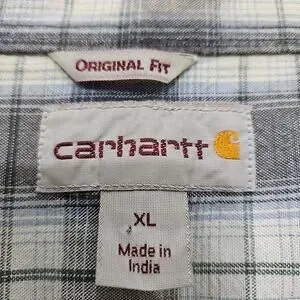 ORIGINAL FIT
carhartt
XL
Made in
India